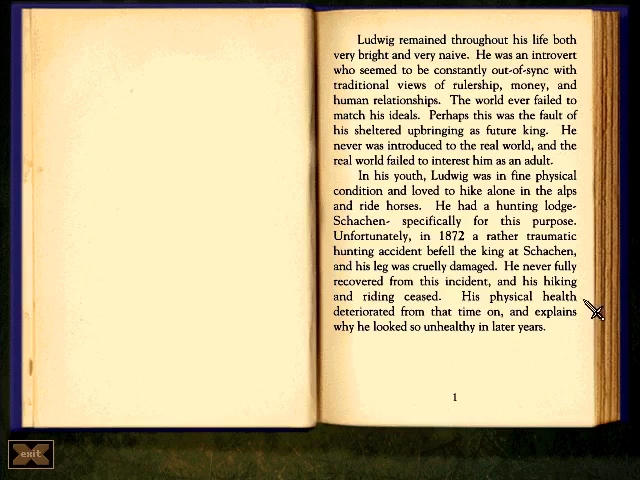 Ludwig remained throughout his life both
very bright and very naive. He was an introvert
who seemed to be constantly out-of-sync with
traditional views of rulership, money, and
human relationships. The world ever failed to
match his ideals. Perhaps this was the fault of
his sheltered upbringing as future king. He
never was introduced to the real world, and the
real world failed to interest him as an adult.
In his youth, Ludwig was in fine physical
condition and loved to hike alone in the alps
and ride horses. He had a hunting lodge-
Schachen- specifically for this purpose.
Unfortunately, in 1872 a rather traumatic
hunting accident befell the king at Schachen,
and his leg was cruelly damaged. He never fully
recovered from this incident, and his hiking
and riding ceased. His physical health
deteriorated from that time on, and explains
why he looked so unhealthy in later years.
1
exit